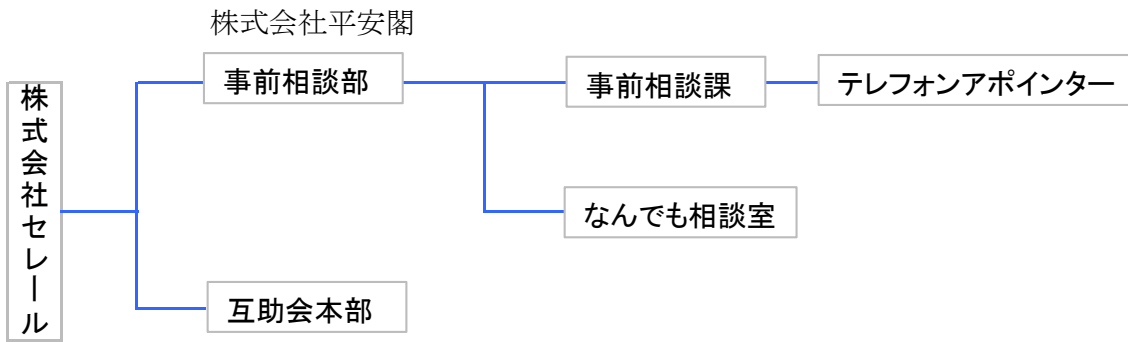 株式会社平安閣
株式会社セレール
事前相談部
事前相談課
テレフォンアポインター
なんでも相談室
互助会本部